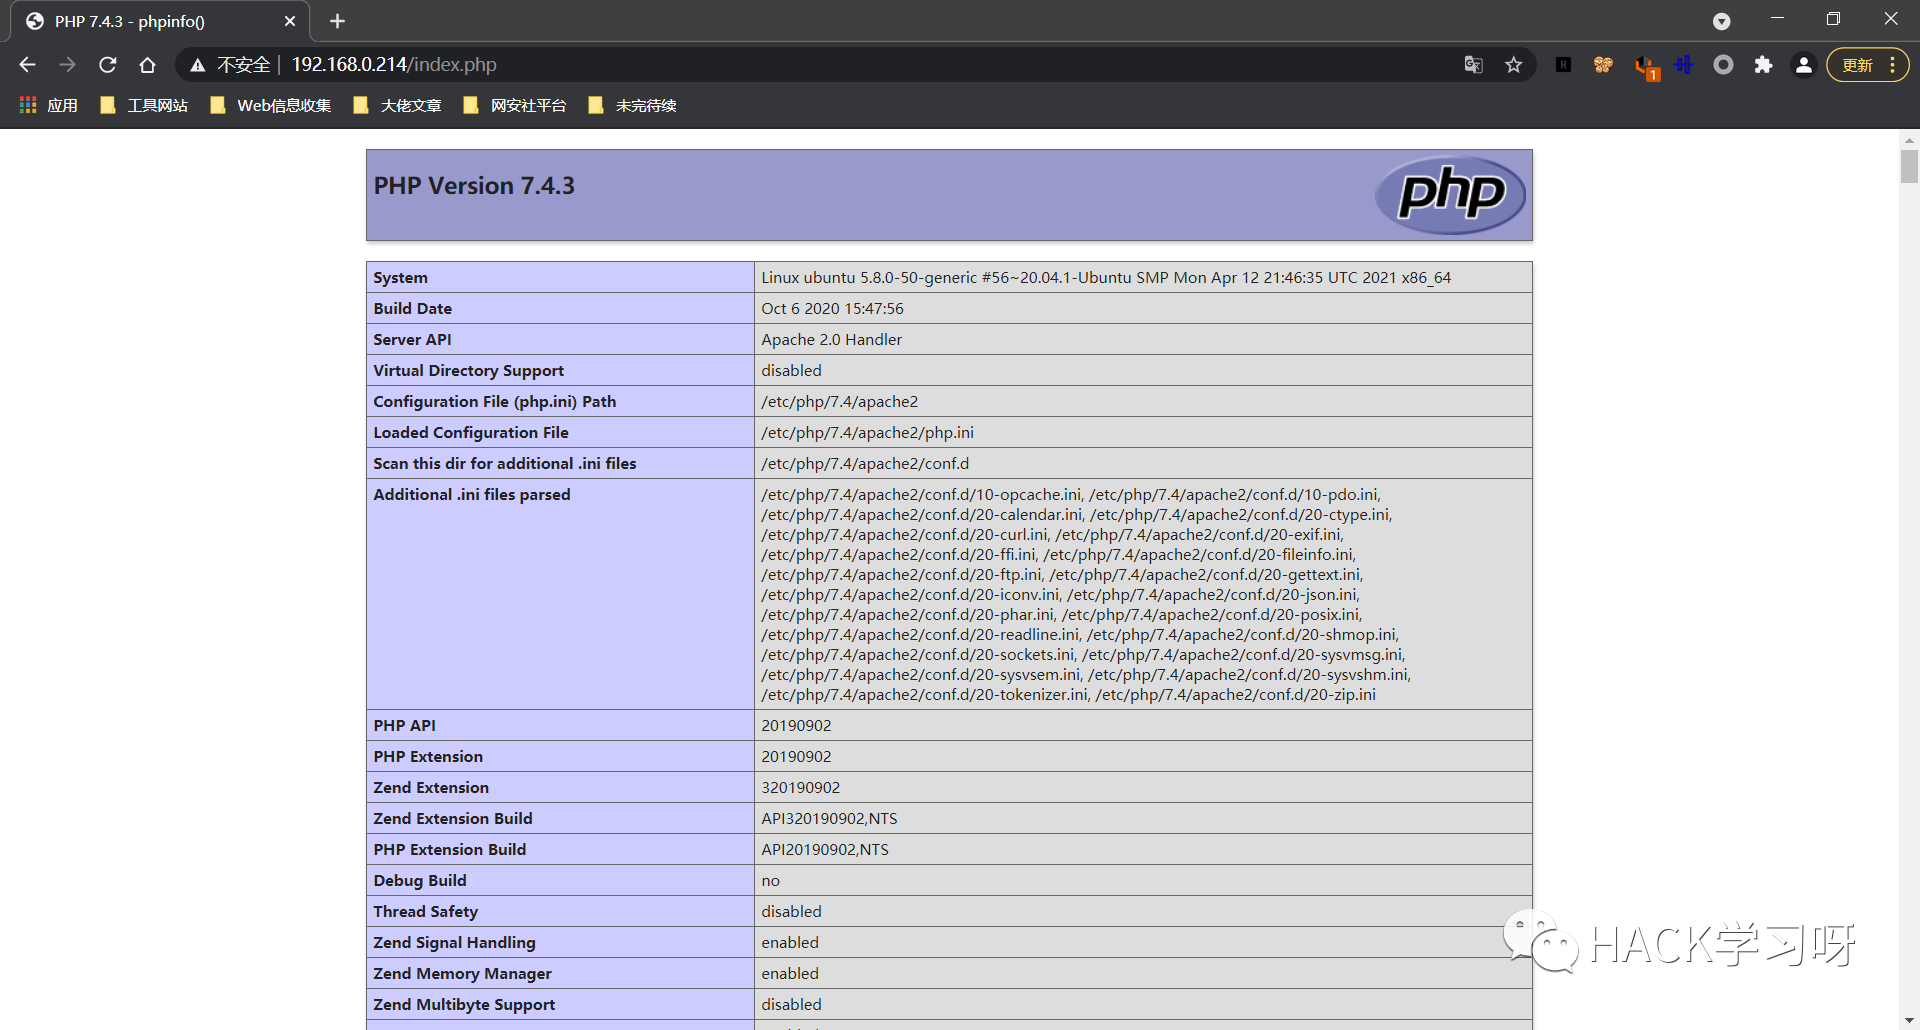 PHP 7.4.3 - phpinfo()
不安全 192.168.0.214/index.php
1
更新
应用 工具网站 Web信息收集 大佬文章 网安社平台 未完待续
PHP Version 7.4.3
php
System Linux ubuntu 5.8.0-50-generic #56~20.04.1-Ubuntu SMP Mon Apr 12 21:46:35 UTC 2021 x86_64
Build Date Oct 6 2020 15:47:56
Server API Apache 2.0 Handler
Virtual Directory Support disabled
Configuration File (php.ini) Path /etc/php/7.4/apache2
Loaded Configuration File /etc/php/7.4/apache2/php.ini
Scan this dir for additional .ini files /etc/php/7.4/apache2/conf.d
Additional .ini files parsed /etc/php/7.4/apache2/conf.d/10-opcache.ini, /etc/php/7.4/apache2/conf.d/10-pdo.ini,
/etc/php/7.4/apache2/conf.d/20-calendar.ini, /etc/php/7.4/apache2/conf.d/20-ctype.ini,
/etc/php/7.4/apache2/conf.d/20-curl.ini, /etc/php/7.4/apache2/conf.d/20-exif.ini,
/etc/php/7.4/apache2/conf.d/20-ffi.ini, /etc/php/7.4/apache2/conf.d/20-fileinfo.ini,
/etc/php/7.4/apache2/conf.d/20-ftp.ini, /etc/php/7.4/apache2/conf.d/20-gettext.ini,
/etc/php/7.4/apache2/conf.d/20-iconv.ini, /etc/php/7.4/apache2/conf.d/20-json.ini,
/etc/php/7.4/apache2/conf.d/20-phar.ini, /etc/php/7.4/apache2/conf.d/20-posix.ini,
/etc/php/7.4/apache2/conf.d/20-readline.ini, /etc/php/7.4/apache2/conf.d/20-shmop.ini,
/etc/php/7.4/apache2/conf.d/20-sockets.ini, /etc/php/7.4/apache2/conf.d/20-sysvmsg.ini,
/etc/php/7.4/apache2/conf.d/20-sysvsem.ini, /etc/php/7.4/apache2/conf.d/20-sysvshm.ini,
/etc/php/7.4/apache2/conf.d/20-tokenizer.ini, /etc/php/7.4/apache2/conf.d/20-zip.ini
PHP API 20190902
PHP Extension 20190902
Zend Extension 320190902
Zend Extension Build API320190902,NTS
PHP Extension Build API20190902,NTS
Debug Build no
Thread Safety disabled
Zend Signal Handling enabled
Zend Memory Manager enabled
Zend Multibyte Support disabled
HACK学习呀